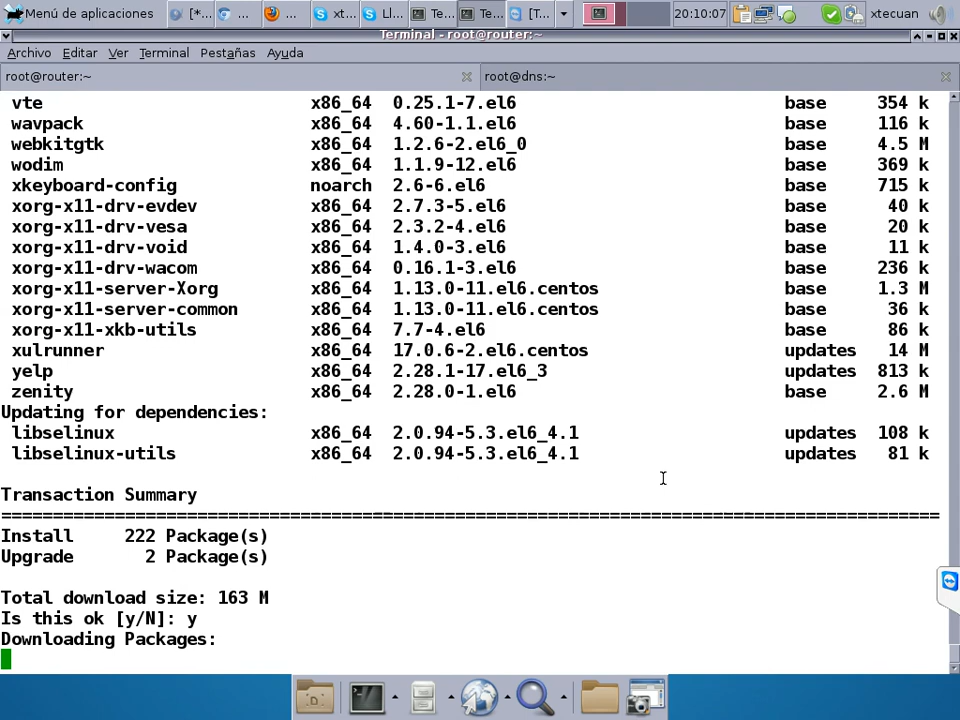 Menú de aplicaciones [*... ... ... xt... Ll... Te... Te... [T... 20:10:07 xtecuan
Terminal - root@router:~
Archivo Editar Ver Terminal Pestañas Ayuda
root@router:~ root@dns:~
vte x86_64 0.25.1-7.el6 base 354 k
wavpack x86_64 4.60-1.1.el6 base 116 k
webkitgtk x86_64 1.2.6-2.el6_0 base 4.5 M
wodim x86_64 1.1.9-12.el6 base 369 k
xkeyboard-config noarch 2.6-6.el6 base 715 k
xorg-x11-drv-evdev x86_64 2.7.3-5.el6 base 40 k
xorg-x11-drv-vesa x86_64 2.3.2-4.el6 base 20 k
xorg-x11-drv-void x86_64 1.4.0-3.el6 base 11 k
xorg-x11-drv-wacom x86_64 0.16.1-3.el6 base 236 k
xorg-x11-server-Xorg x86_64 1.13.0-11.el6.centos base 1.3 M
xorg-x11-server-common x86_64 1.13.0-11.el6.centos base 36 k
xorg-x11-xkb-utils x86_64 7.7-4.el6 base 86 k
xulrunner x86_64 17.0.6-2.el6.centos updates 14 M
yelp x86_64 2.28.1-17.el6_3 updates 813 k
zenity x86_64 2.28.0-1.el6 base 2.6 M
Updating for dependencies:
libselinux x86_64 2.0.94-5.3.el6_4.1 updates 108 k
libselinux-utils x86_64 2.0.94-5.3.el6_4.1 updates 81 k
Transaction Summary
================================================================================
Install 222 Package(s)
Upgrade 2 Package(s)
Total download size: 163 M
Is this ok [y/N]: y
Downloading Packages: